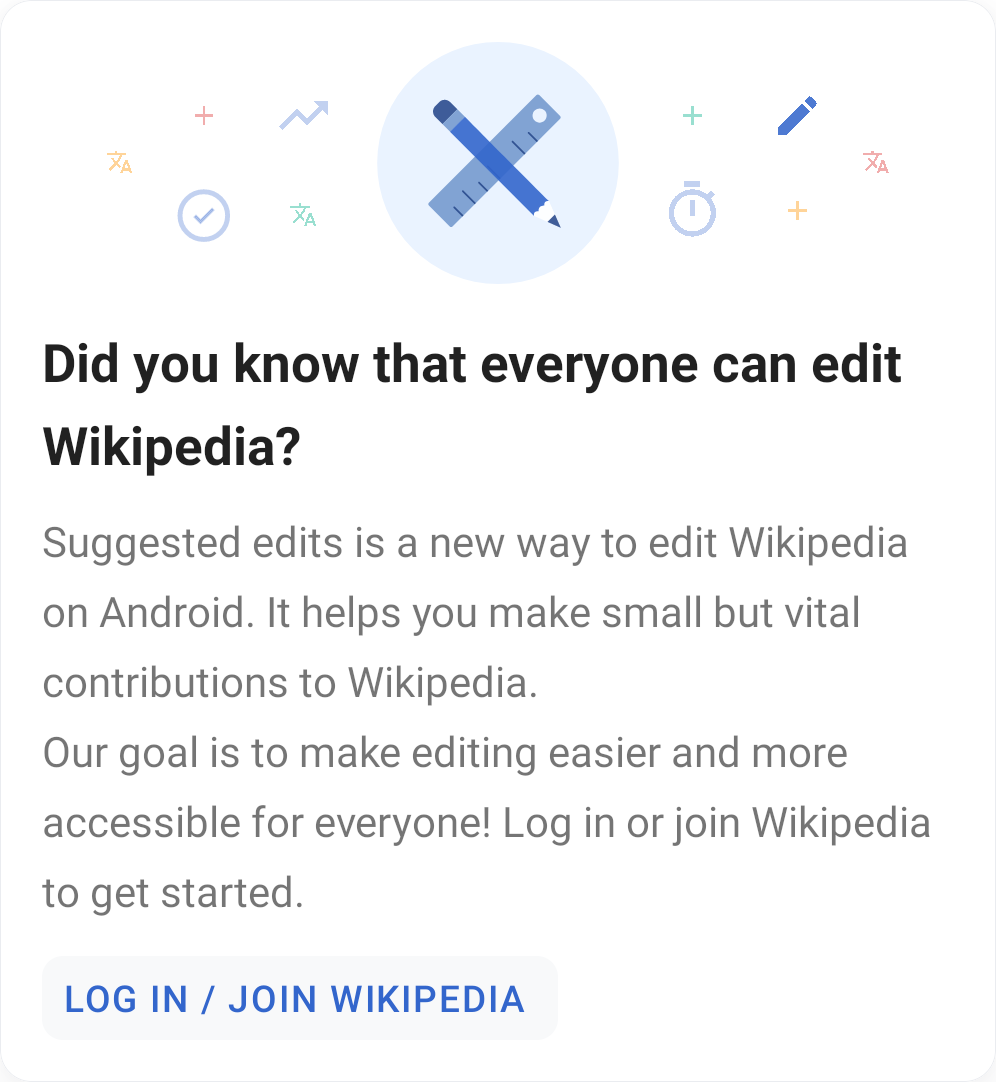 Did you know that everyone can edit
Wikipedia?
Suggested edits is a new way to edit Wikipedia
on Android. It helps you make small but vital
contributions to Wikipedia.
Our goal is to make editing easier and more
accessible for everyone! Log in or join Wikipedia
to get started.
LOG IN / JOIN WIKIPEDIA